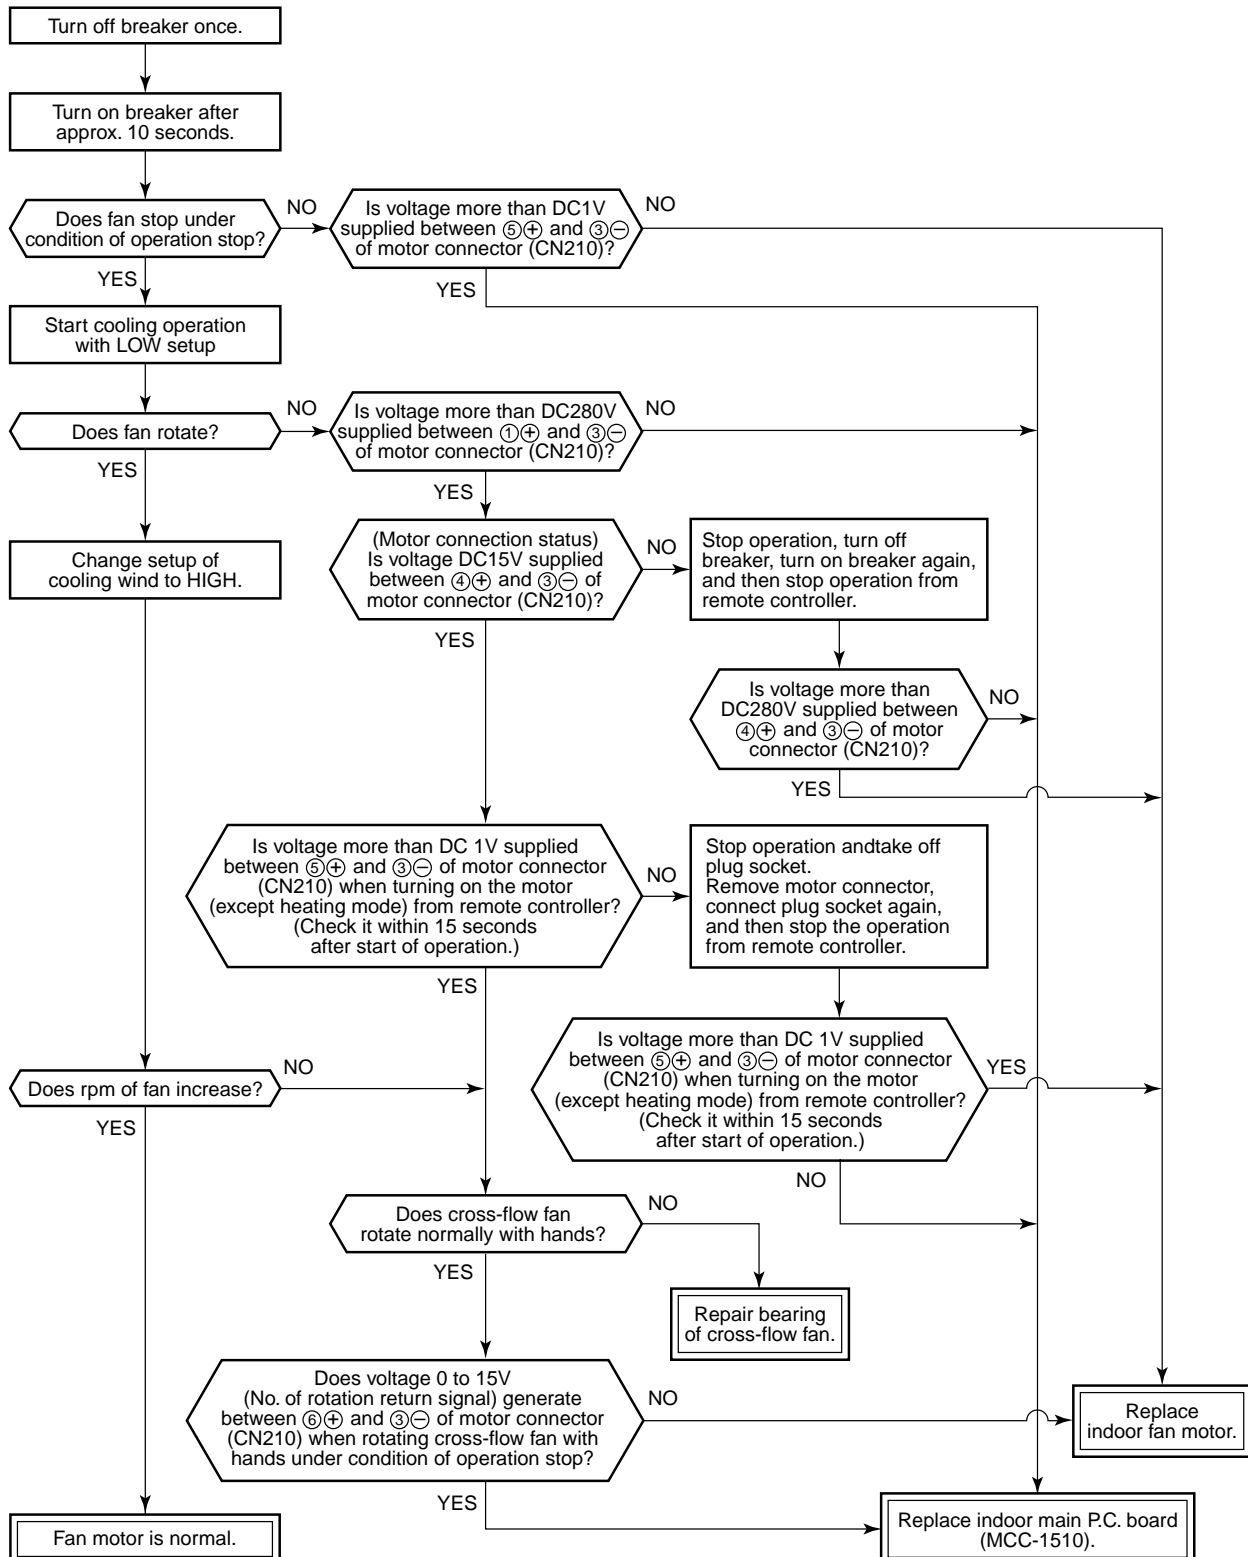 Turn off breaker once.
Turn on breaker after
approx. 10 seconds.
Does fan stop under
condition of operation stop?
NO
YES
Is voltage more than DC1V
supplied between ⑤⊕ and ③⊖
of motor connector (CN210)?
NO
YES
Start cooling operation
with LOW setup
Does fan rotate?
NO
YES
Is voltage more than DC280V
supplied between ①⊕ and ③⊖
of motor connector (CN210)?
NO
YES
Change setup of
cooling wind to HIGH.
(Motor connection status)
Is voltage DC15V supplied
between ④⊕ and ③⊖ of
motor connector (CN210)?
NO
YES
Stop operation, turn off
breaker, turn on breaker again,
and then stop operation from
remote controller.
Is voltage more than
DC280V supplied between
④⊕ and ③⊖ of motor
connector (CN210)?
NO
YES
Is voltage more than DC 1V supplied
between ⑤⊕ and ③⊖ of motor connector
(CN210) when turning on the motor
(except heating mode) from remote controller?
(Check it within 15 seconds
after start of operation.)
NO
YES
Stop operation andtake off
plug socket.
Remove motor connector,
connect plug socket again,
and then stop the operation
from remote controller.
Is voltage more than DC 1V supplied
between ⑤⊕ and ③⊖ of motor connector
(CN210) when turning on the motor
(except heating mode) from remote controller?
(Check it within 15 seconds
after start of operation.)
YES
NO
Does rpm of fan increase?
NO
YES
Does cross-flow fan
rotate normally with hands?
NO
YES
Repair bearing
of cross-flow fan.
Does voltage 0 to 15V
(No. of rotation return signal) generate
between ⑥⊕ and ③⊖ of motor connector
(CN210) when rotating cross-flow fan with
hands under condition of operation stop?
NO
YES
Replace
indoor fan motor.
Fan motor is normal.
Replace indoor main P.C. board
(MCC-1510).